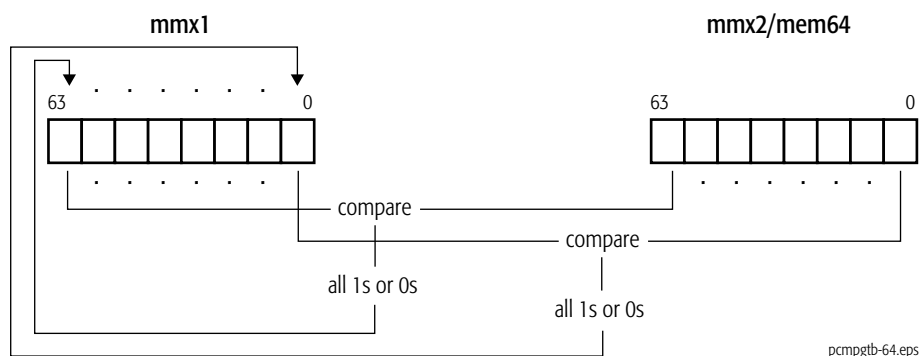 mmx1 mmx2/mem64
. . . . . .
63 0 63 0
. . . . . . . . . . . .
compare
compare
all 1s or 0s
all 1s or 0s
pcmpgtb-64.eps